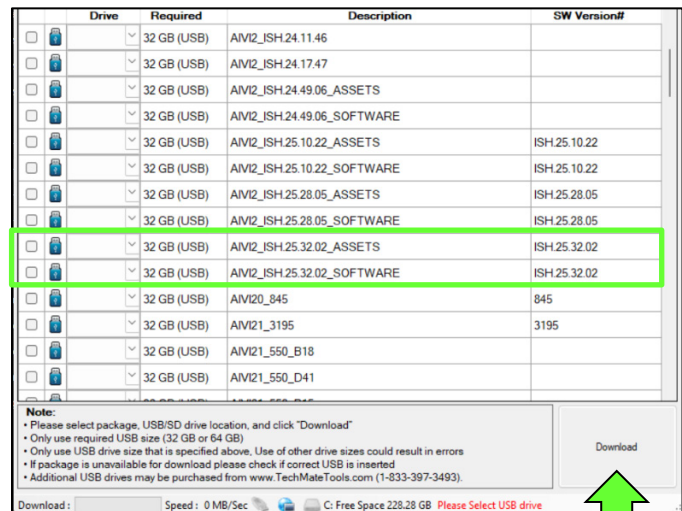 Drive Required Description SW Version#
32 GB (USB) AIVI2_ISH.24.11.46
32 GB (USB) AIVI2_ISH.24.17.47
32 GB (USB) AIVI2_ISH.24.49.06_ASSETS
32 GB (USB) AIVI2_ISH.24.49.06_SOFTWARE
32 GB (USB) AIVI2_ISH.25.10.22_ASSETS ISH.25.10.22
32 GB (USB) AIVI2_ISH.25.10.22_SOFTWARE ISH.25.10.22
32 GB (USB) AIVI2_ISH.25.28.05_ASSETS ISH.25.28.05
32 GB (USB) AIVI2_ISH.25.28.05_SOFTWARE ISH.25.28.05
32 GB (USB) AIVI2_ISH.25.32.02_ASSETS ISH.25.32.02
32 GB (USB) AIVI2_ISH.25.32.02_SOFTWARE ISH.25.32.02
32 GB (USB) AIVI20_845 845
32 GB (USB) AIVI21_3195 3195
32 GB (USB) AIVI21_550_B18
32 GB (USB) AIVI21_550_D41
Note:
• Please select package, USB/SD drive location, and click "Download"
• Only use required USB size (32 GB or 64 GB)
• Only use USB drive size that is specified above, Use of other drive sizes could result in errors
• If package is unavailable for download please check if correct USB is inserted
• Additional USB drives may be purchased from www.TechMateTools.com (1-833-397-3493).
Download
Download : Speed : 0 MB/Sec C: Free Space 228.28 GB Please Select USB drive